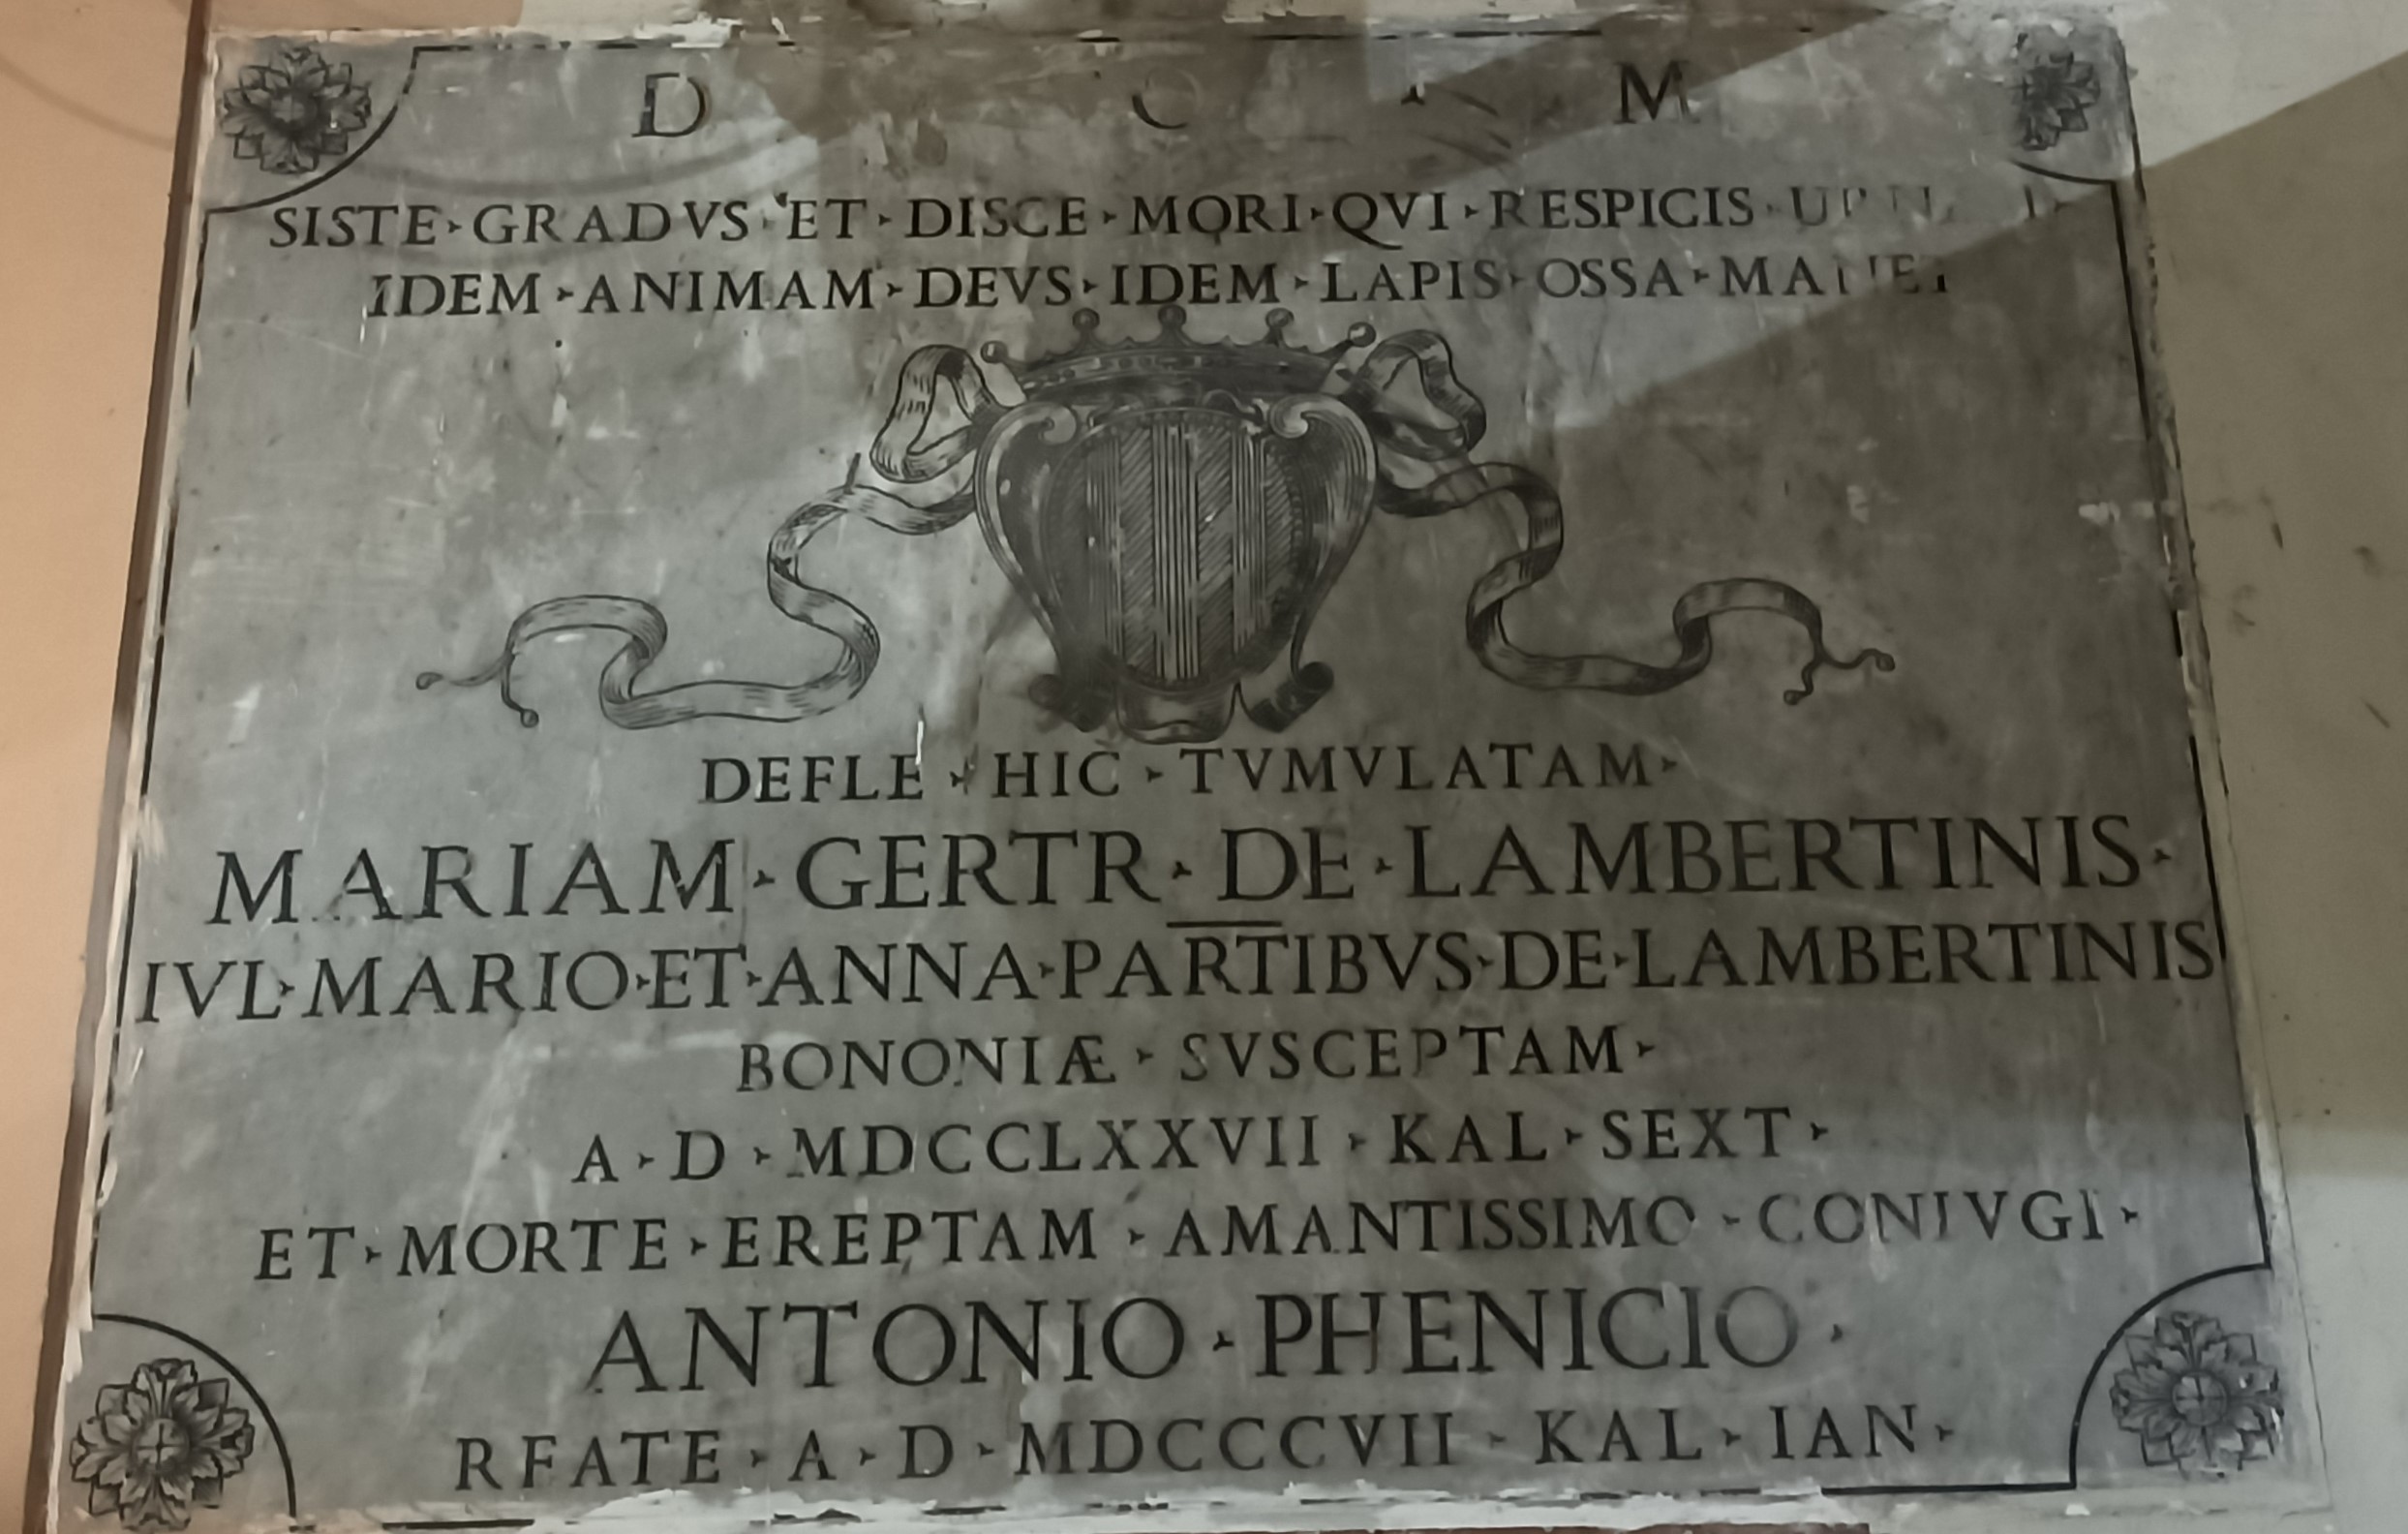 D O M
SISTE · GRADVS · ET · DISCE · MORI · QVI · RESPICIS
IDEM · ANIMAM · DEVS · IDEM · LAPIS · OSSA · MANET
DEFLE · HIC · TVMVLATAM ·
MARIAM · GERTR · DE · LAMBERTINIS ·
IVL · MARIO · ET · ANNA · PARTIBVS · DE · LAMBERTINIS
BONONIÆ · SVSCEPTAM ·
A · D · MDCCLXXVII · KAL · SEXT ·
ET · MORTE · EREPTAM · AMANTISSIMO · CONIVGI ·
ANTONIO · PHENICIO ·
REATE · A · D · MDCCCVII · KAL · IAN ·